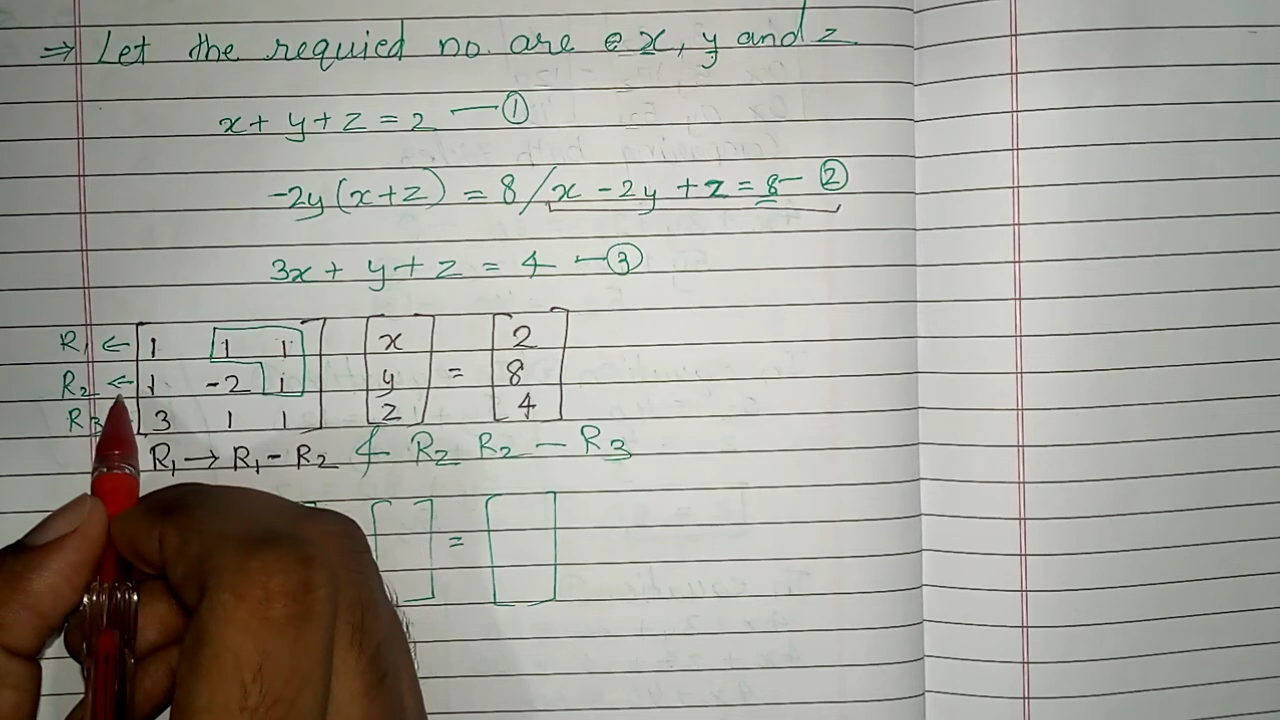 ⇒ Let the requied no. are x, y and z
x + y + z = 2 — ①
-2y(x+z) = 8 / x - 2y + z = 8 — ②
3x + y + z = 4 — ③
R1 ← [ 1 1 1 ] [ x ] [ 2 ]
R2 ← [ 1 -2 1 ] [ y ] = [ 8 ]
R3 [ 3 1 1 ] [ z ] [ 4 ]
R1 → R1 - R2 & R2 R2 - R3
[ ] = [ ]